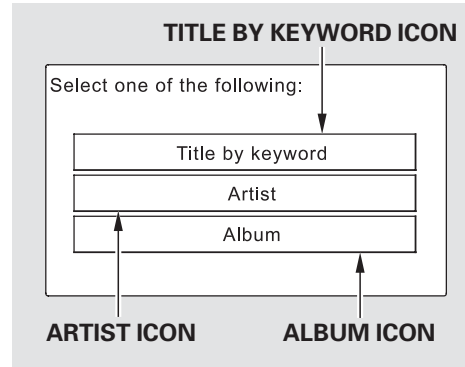 TITLE BY KEYWORD ICON
Select one of the following:
Title by keyword
Artist
Album
ARTIST ICON
ALBUM ICON